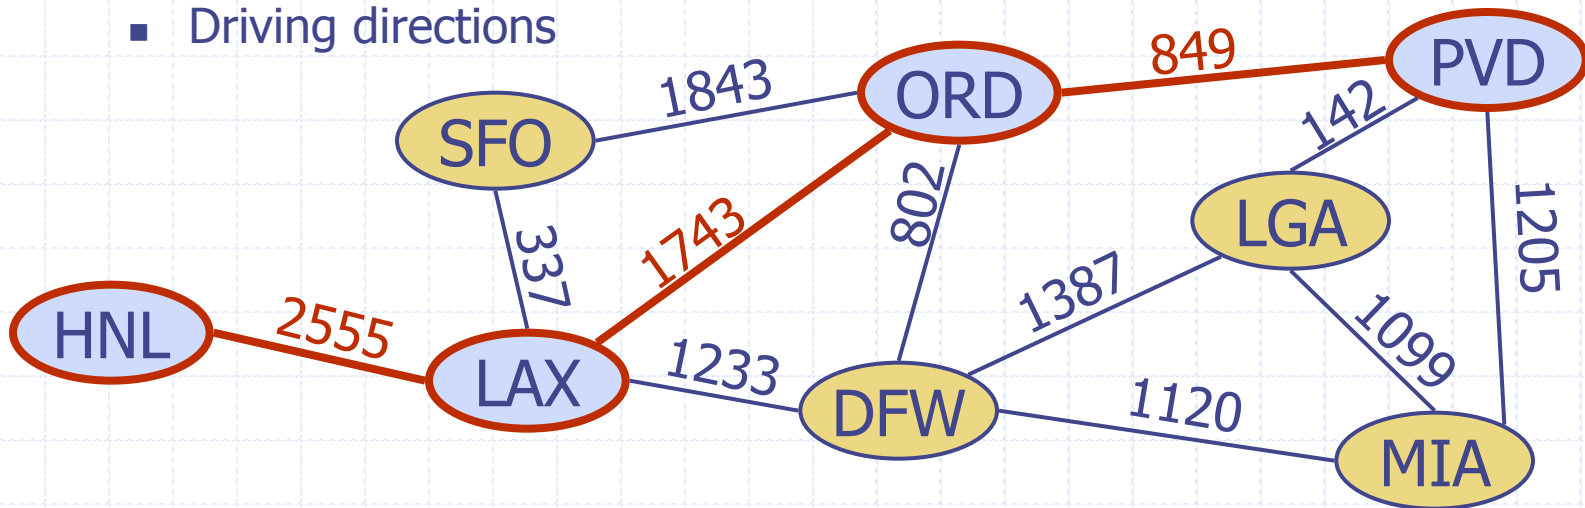 ▪ Driving directions
849
PVD
1843
ORD
142
SFO
802
LGA
1205
1743
337
1387
HNL
2555
1099
LAX
1233
DFW
1120
MIA